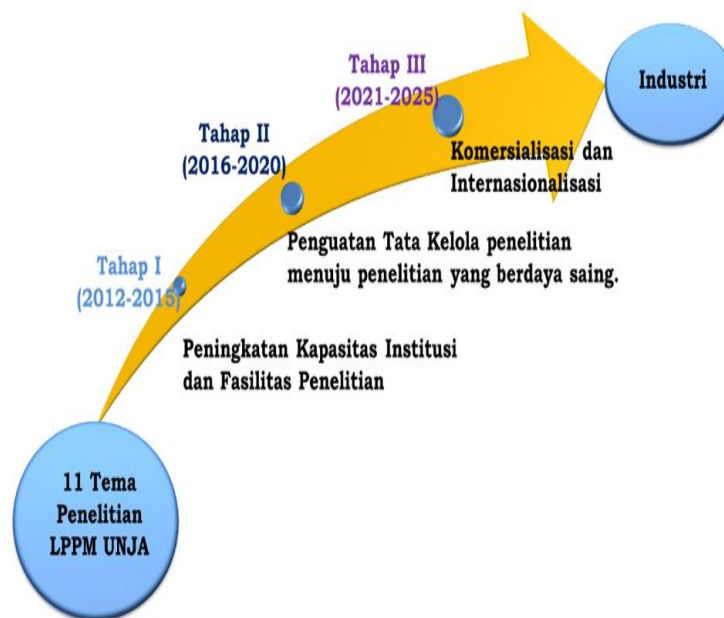 Tahap III
(2021-2025)
Industri
Komersialisasi dan
Internasionalisasi
Tahap II
(2016-2020)
Penguatan Tata Kelola penelitian
menuju penelitian yang berdaya saing.
Tahap I
(2012-2015)
Peningkatan Kapasitas Institusi
dan Fasilitas Penelitian
11 Tema
Penelitian
LPPM UNJA